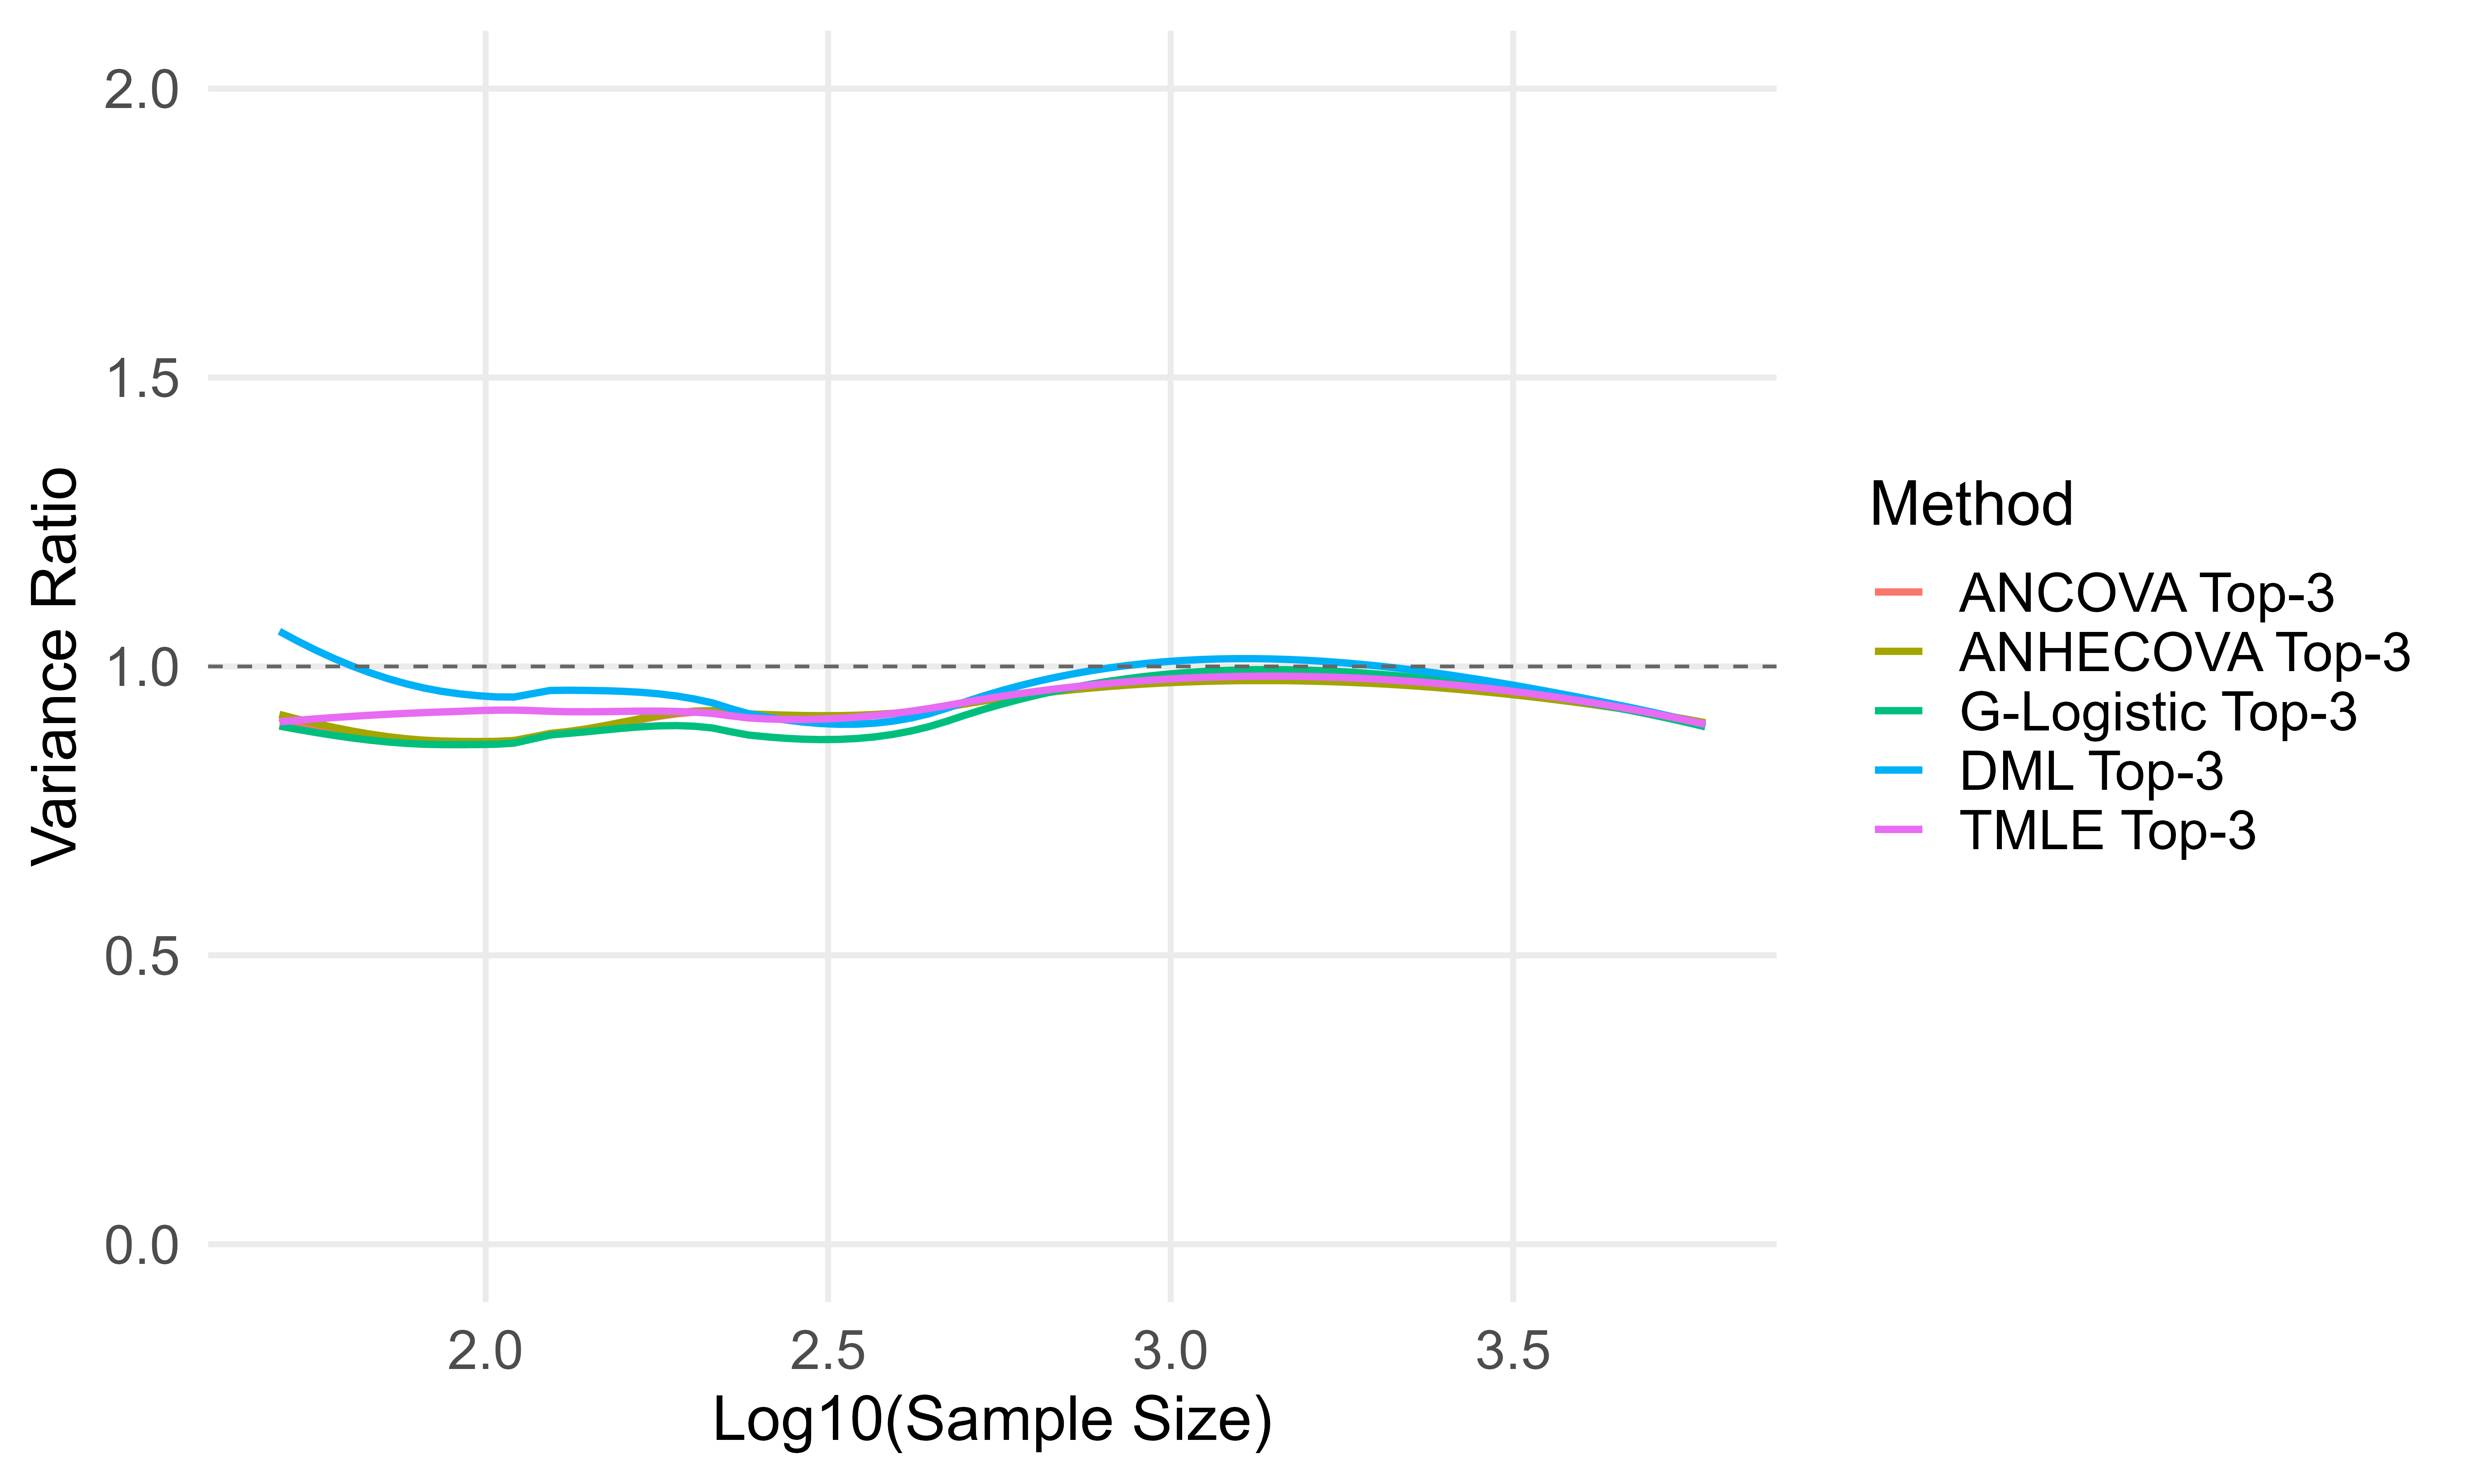 2.0
1.5
1.0
0.5
0.0
Variance Ratio
2.0 2.5 3.0 3.5
Log10(Sample Size)
Method
ANCOVA Top-3
ANHECOVA Top-3
G-Logistic Top-3
DML Top-3
TMLE Top-3